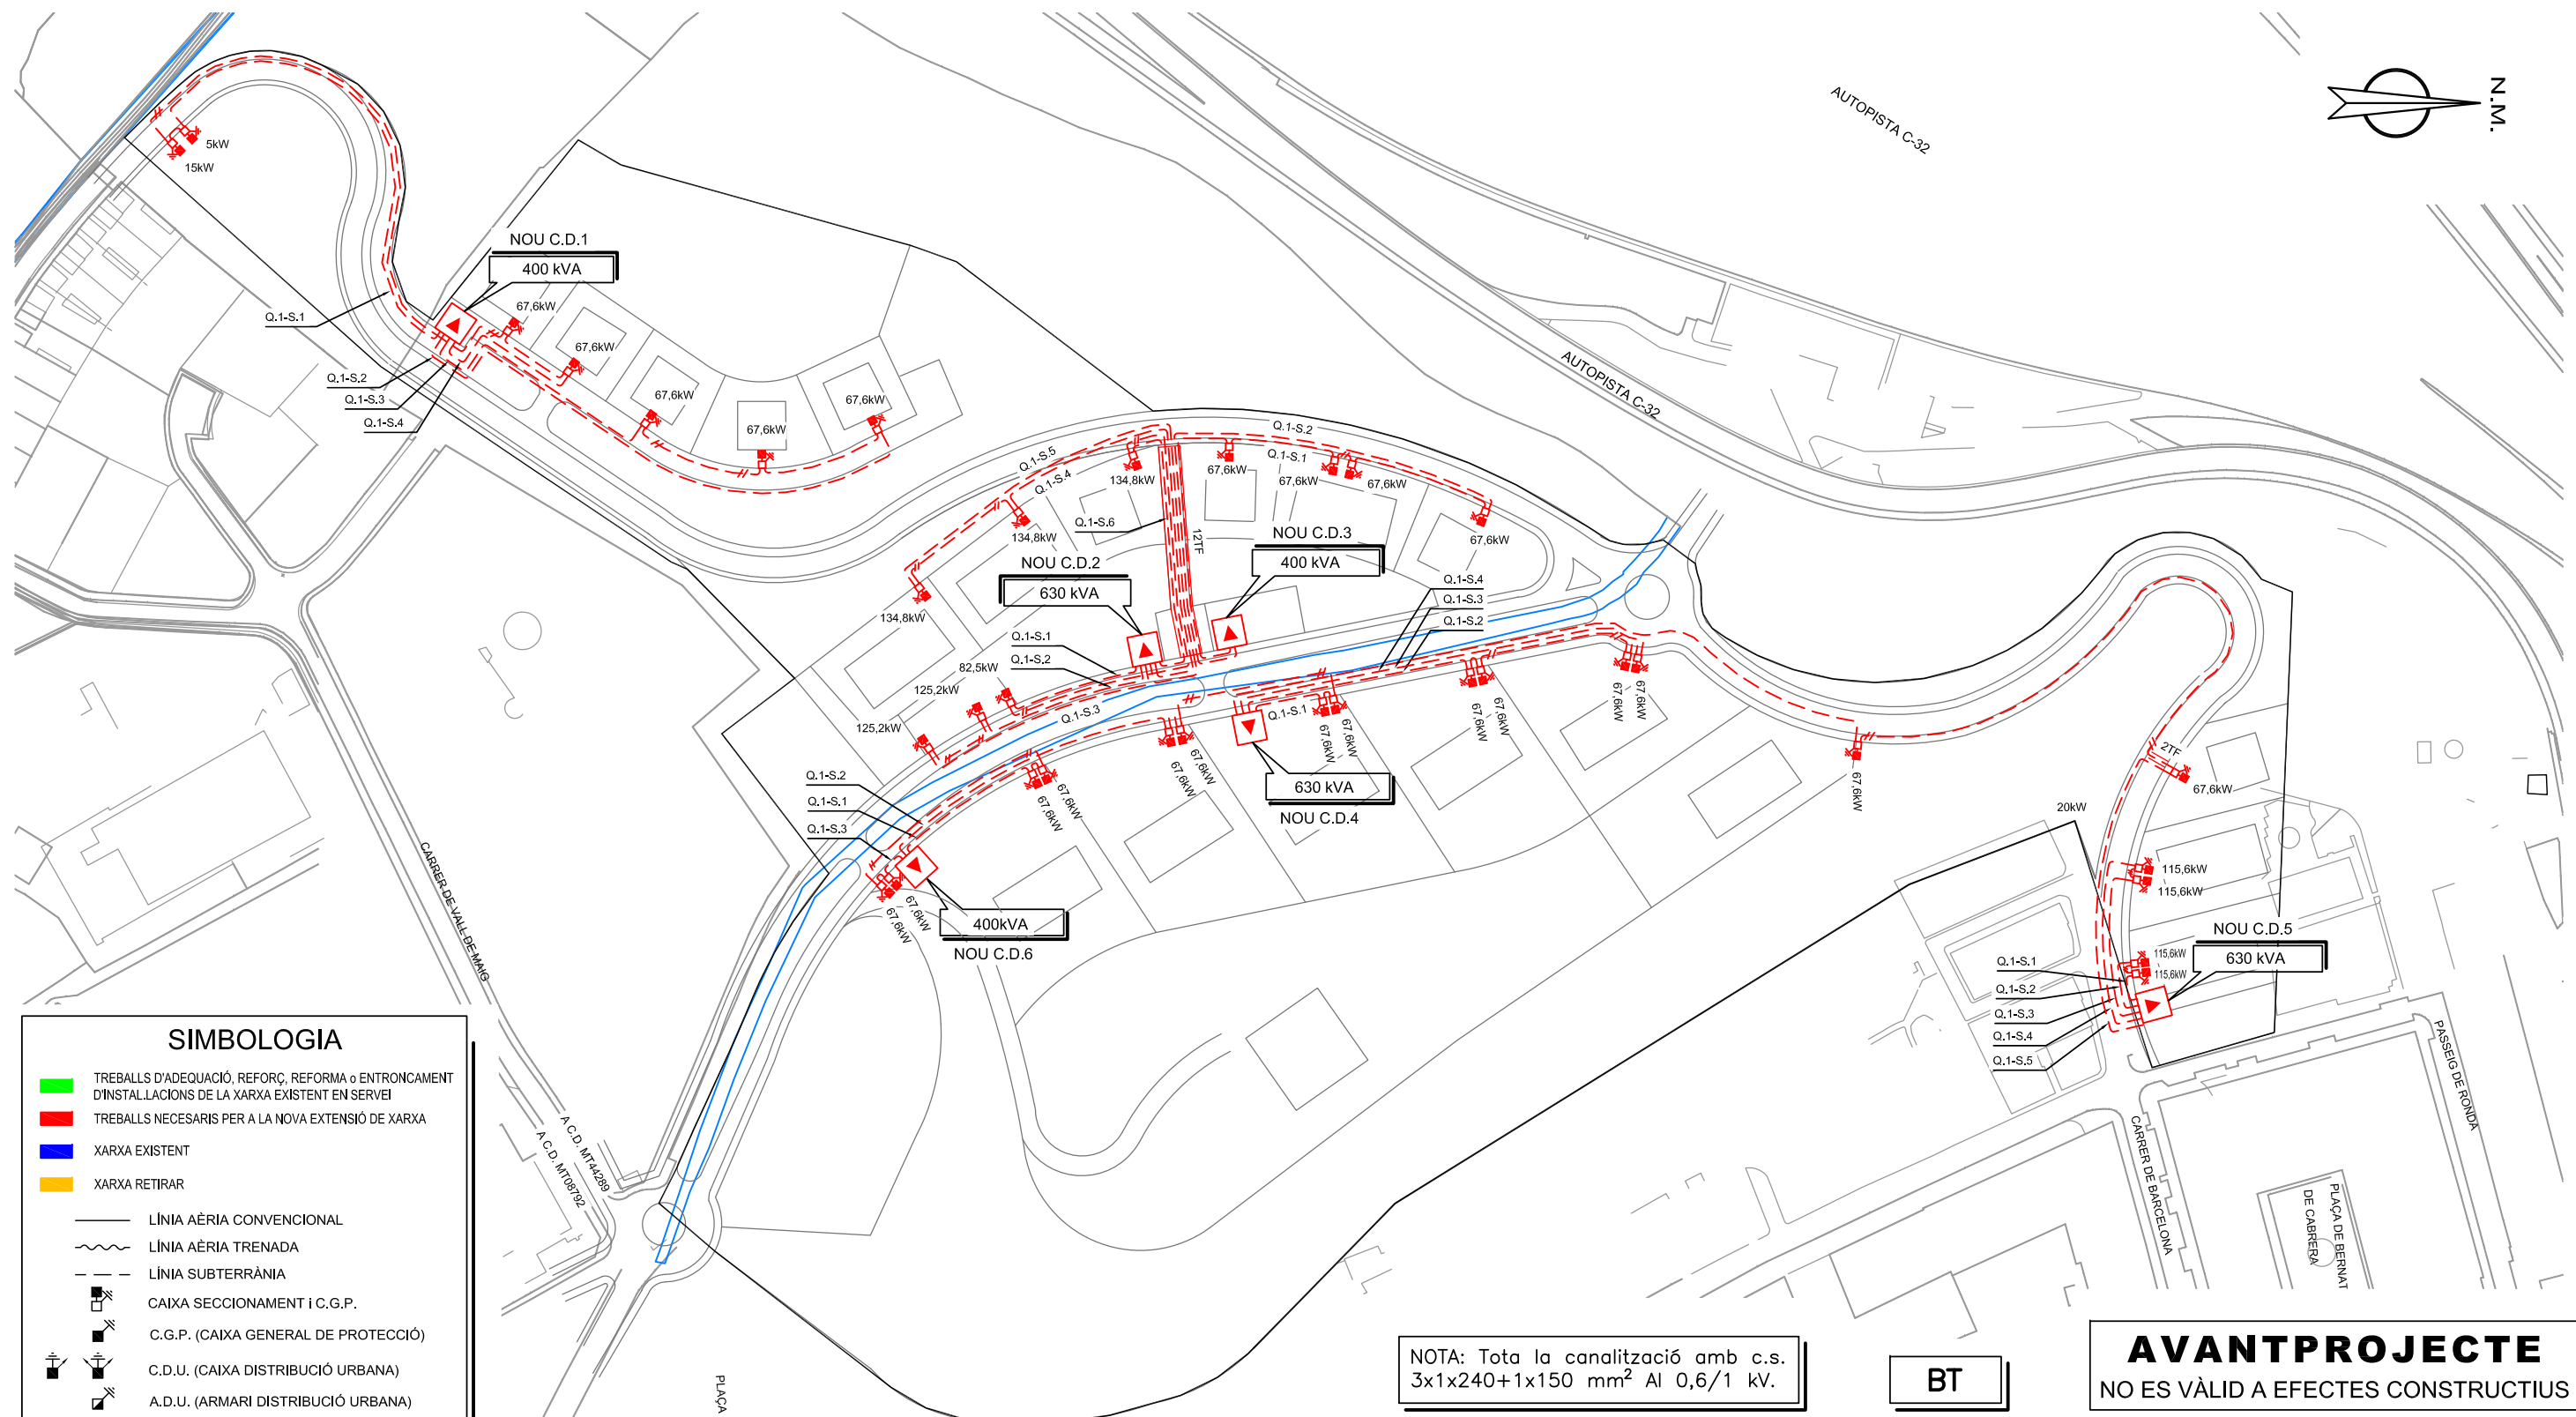 N.M.
AUTOPISTA C-32
AUTOPISTA C-32
5kW
15kW
NOU C.D.1
400 kVA
Q.1-S.1
Q.1-S.2
Q.1-S.3
Q.1-S.4
67,6kW
67,6kW
67,6kW
67,6kW
67,6kW
Q.1-S.5
Q.1-S.4
Q.1-S.2
Q.1-S.1
134,8kW
67,6kW
67,6kW
67,6kW
67,6kW
134,8kW
134,8kW
Q.1-S.6
12TF
NOU C.D.2
630 kVA
NOU C.D.3
400 kVA
Q.1-S.4
Q.1-S.3
Q.1-S.2
Q.1-S.1
Q.1-S.2
82,5kW
125,2kW
125,2kW
Q.1-S.3
Q.1-S.1
67,6kW
67,6kW
67,6kW
67,6kW
67,6kW
67,6kW
67,6kW
67,6kW
67,6kW
67,6kW
67,6kW
630 kVA
NOU C.D.4
Q.1-S.2
Q.1-S.1
Q.1-S.3
67,6kW
67,6kW
400kVA
NOU C.D.6
2TF
67,6kW
20kW
115,6kW
115,6kW
115,6kW
115,6kW
NOU C.D.5
630 kVA
Q.1-S.1
Q.1-S.2
Q.1-S.3
Q.1-S.4
Q.1-S.5
PASSEIG DE RONDA
CARRER DE BARCELONA
PLAÇA DE BERNAT
DE CABRERA
CARRER DE VALL DE MAIG
A C.D. MT44289
A C.D. MT08792
PLAÇA
SIMBOLOGIA
TREBALLS D'ADEQUACIÓ, REFORÇ, REFORMA o ENTRONCAMENT
D'INSTAL.LACIONS DE LA XARXA EXISTENT EN SERVEI
TREBALLS NECESARIS PER A LA NOVA EXTENSIÓ DE XARXA
XARXA EXISTENT
XARXA RETIRAR
LÍNIA AÈRIA CONVENCIONAL
LÍNIA AÈRIA TRENADA
LÍNIA SUBTERRÀNIA
CAIXA SECCIONAMENT i C.G.P.
C.G.P. (CAIXA GENERAL DE PROTECCIÓ)
C.D.U. (CAIXA DISTRIBUCIÓ URBANA)
A.D.U. (ARMARI DISTRIBUCIÓ URBANA)
NOTA: Tota la canalització amb c.s.
3x1x240+1x150 mm² Al 0,6/1 kV.
BT
AVANTPROJECTE
NO ES VÀLID A EFECTES CONSTRUCTIUS